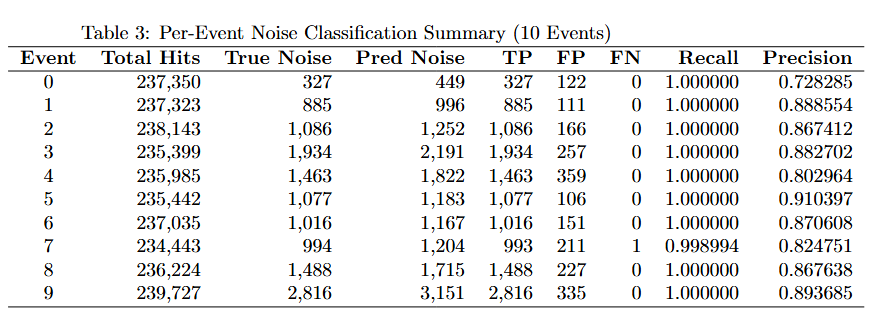 Table 3: Per-Event Noise Classification Summary (10 Events)
Event Total Hits True Noise Pred Noise TP FP FN Recall Precision
0 237,350 327 449 327 122 0 1.000000 0.728285
1 237,323 885 996 885 111 0 1.000000 0.888554
2 238,143 1,086 1,252 1,086 166 0 1.000000 0.867412
3 235,399 1,934 2,191 1,934 257 0 1.000000 0.882702
4 235,985 1,463 1,822 1,463 359 0 1.000000 0.802964
5 235,442 1,077 1,183 1,077 106 0 1.000000 0.910397
6 237,035 1,016 1,167 1,016 151 0 1.000000 0.870608
7 234,443 994 1,204 993 211 1 0.998994 0.824751
8 236,224 1,488 1,715 1,488 227 0 1.000000 0.867638
9 239,727 2,816 3,151 2,816 335 0 1.000000 0.893685